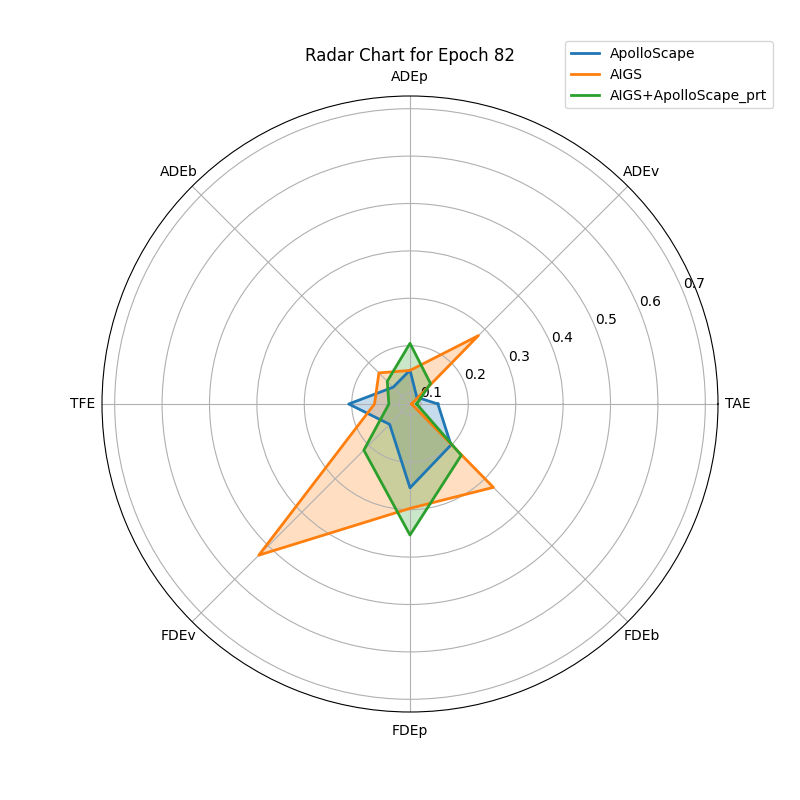 Radar Chart for Epoch 82
ApolloScape
AIGS
AIGS+ApolloScape_prt
ADEp
ADEb
ADEv
0.7
0.6
0.5
0.4
0.3
0.2
0.1
TFE
TAE
FDEv
FDEb
FDEp